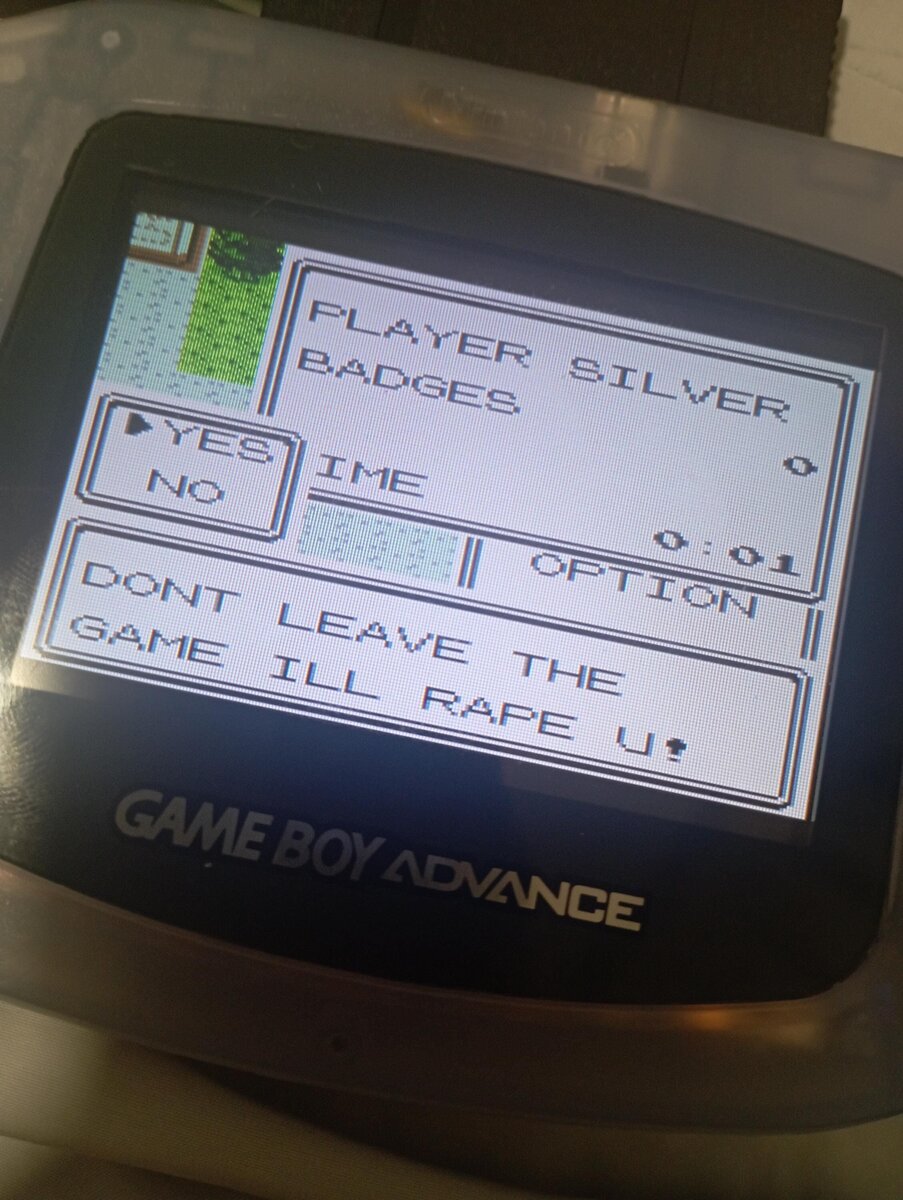 PLAYER SILVER
BADGES 0
IME 0:01
YES
NO
OPTION
DONT LEAVE THE
GAME ILL RAPE U!
GAME BOY ADVANCE